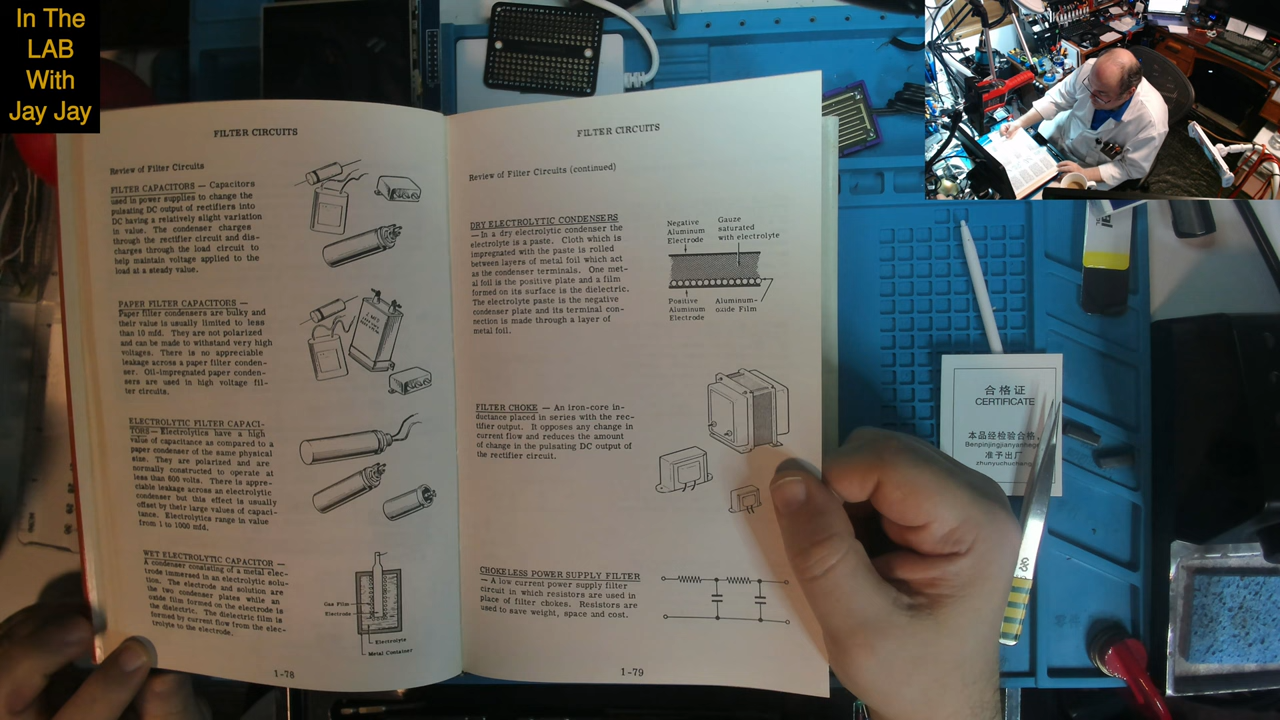 In The
LAB
With
Jay Jay
FILTER CIRCUITS
Review of Filter Circuits
FILTER CAPACITORS — Capacitors
used in power supplies to change the
pulsating DC output of rectifiers into
DC having a relatively slight variation
in value. The condenser charges
through the rectifier circuit and dis-
charges through the load circuit to
help maintain voltage applied to the
load at a steady value.
PAPER FILTER CAPACITORS —
Paper filter condensers are bulky and
their value is usually limited to less
than 10 mfd. They are not polarized
and can be made to withstand very high
voltages. There is no appreciable
leakage across a paper filter conden-
ser. Oil-impregnated paper conden-
sers are used in high voltage fil-
ter circuits.
ELECTROLYTIC FILTER CAPACI-
TORS — Electrolytics have a high
value of capacitance as compared to a
paper condenser of the same physical
size. They are polarized and are
normally constructed to operate at
less than 600 volts. There is appre-
ciable leakage across an electrolytic
condenser but this effect is usually
offset by their large values of capaci-
tance. Electrolytics range in value
from 1 to 1000 mfd.
WET ELECTROLYTIC CAPACITOR —
A condenser consisting of a metal elec-
trode immersed in an electrolytic solu-
tion. The electrode and solution are
the two condenser plates while an
oxide film formed on the electrode is
the dielectric. The dielectric film is
formed by current flow from the elec-
trolyte to the electrode.
Gas Film
Electrode
Electrolyte
Metal Container
1-78
FILTER CIRCUITS
Review of Filter Circuits (continued)
DRY ELECTROLYTIC CONDENSERS
— In a dry electrolytic condenser the
electrolyte is a paste. Cloth which is
impregnated with the paste is rolled
between layers of metal foil which act
as the condenser terminals. One met-
al foil is the positive plate and a film
formed on its surface is the dielectric.
The electrolyte paste is the negative
condenser plate and its terminal con-
nection is made through a layer of
metal foil.
Negative
Aluminum
Electrode
Gauze
saturated
with electrolyte
Positive
Aluminum
Electrode
Aluminum-
oxide Film
FILTER CHOKE — An iron-core in-
ductance placed in series with the rec-
tifier output. It opposes any change in
current flow and reduces the amount
of change in the pulsating DC output of
the rectifier circuit.
CHOKELESS POWER SUPPLY FILTER
— A low current power supply filter
circuit in which resistors are used in
place of filter chokes. Resistors are
used to save weight, space and cost.
1-79
合格证
CERTIFICATE
本品经检验合格,
Benpinjingjianyanhege
准予出厂
zhunyuchuchang